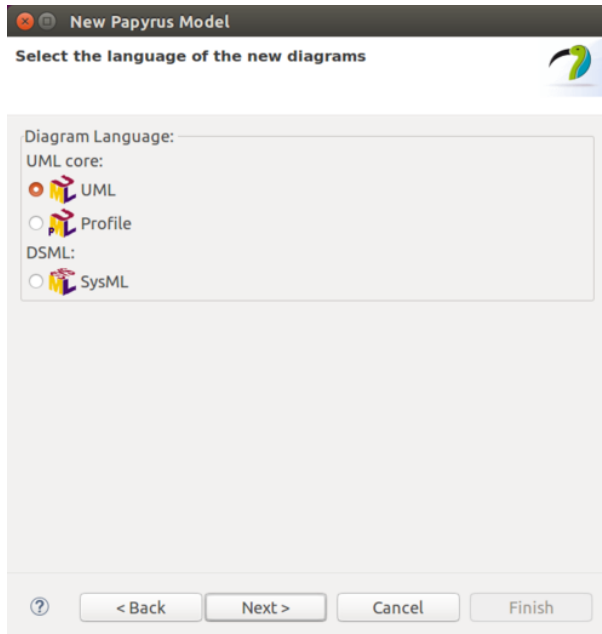 New Papyrus Model
Select the language of the new diagrams
Diagram Language:
UML core:
UML
Profile
DSML:
SysML
< Back Next > Cancel Finish